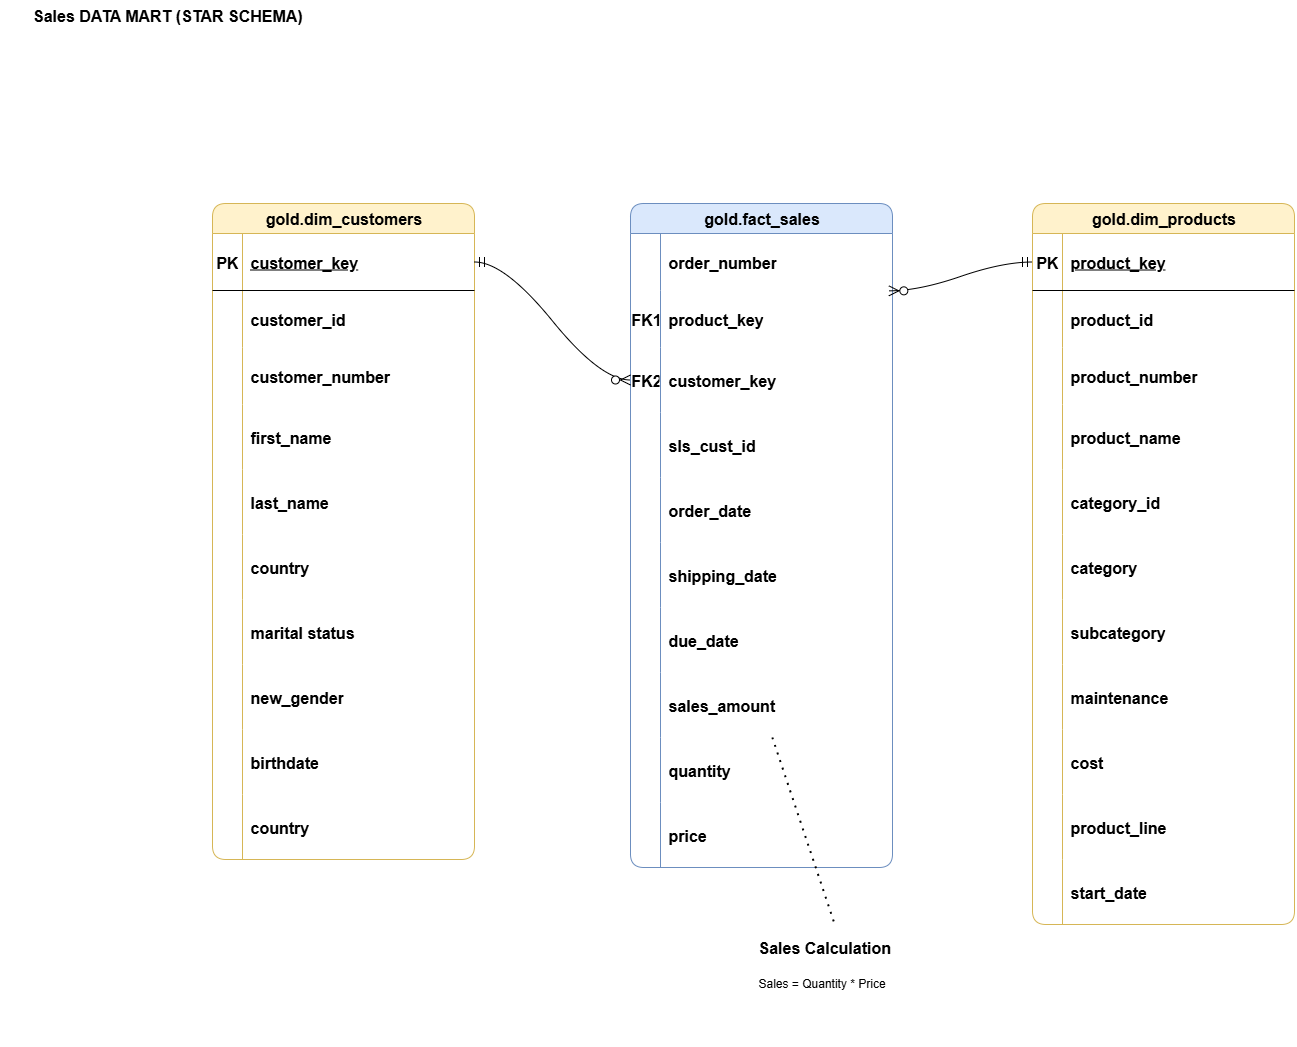 Sales DATA MART (STAR SCHEMA)
gold.dim_customers
PK customer_key
customer_id
customer_number
first_name
last_name
country
marital status
new_gender
birthdate
country
gold.fact_sales
order_number
FK1 product_key
FK2 customer_key
sls_cust_id
order_date
shipping_date
due_date
sales_amount
quantity
price
Sales Calculation
Sales = Quantity * Price
gold.dim_products
PK product_key
product_id
product_number
product_name
category_id
category
subcategory
maintenance
cost
product_line
start_date